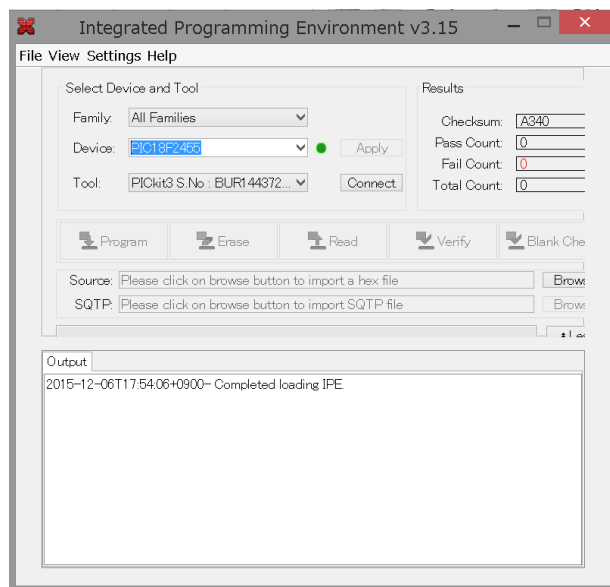 Integrated Programming Environment v3.15
File View Settings Help
Select Device and Tool
Family: All Families
Device: PIC18F2455 Apply
Tool: PICkit3 S.No : BUR144372... Connect
Results
Checksum: A340
Pass Count: 0
Fail Count: 0
Total Count: 0
Program Erase Read Verify Blank Che
Source: Please click on browse button to import a hex file Brows
SQTP: Please click on browse button to import SQTP file Brows
Output
2015-12-06T17:54:06+0900- Completed loading IPE.